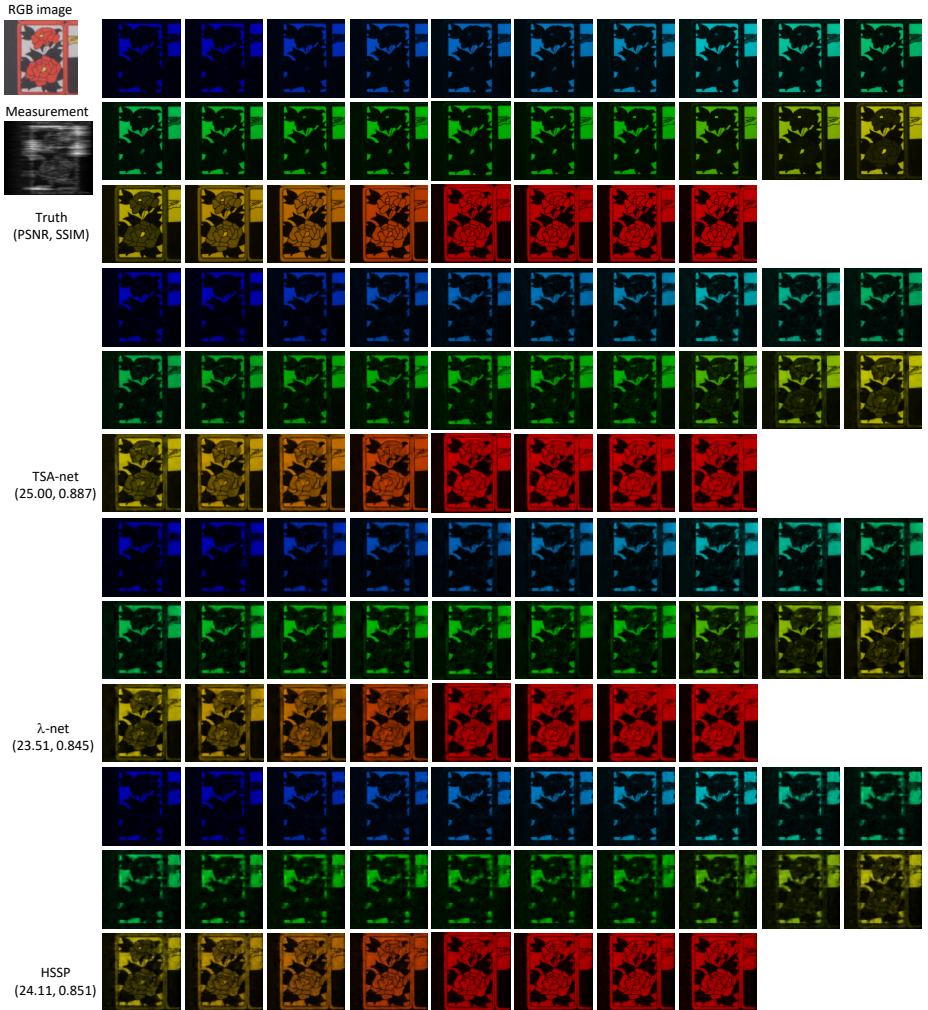 RGB image
Measurement
Truth
(PSNR, SSIM)
TSA-net
(25.00, 0.887)
λ-net
(23.51, 0.845)
HSSP
(24.11, 0.851)